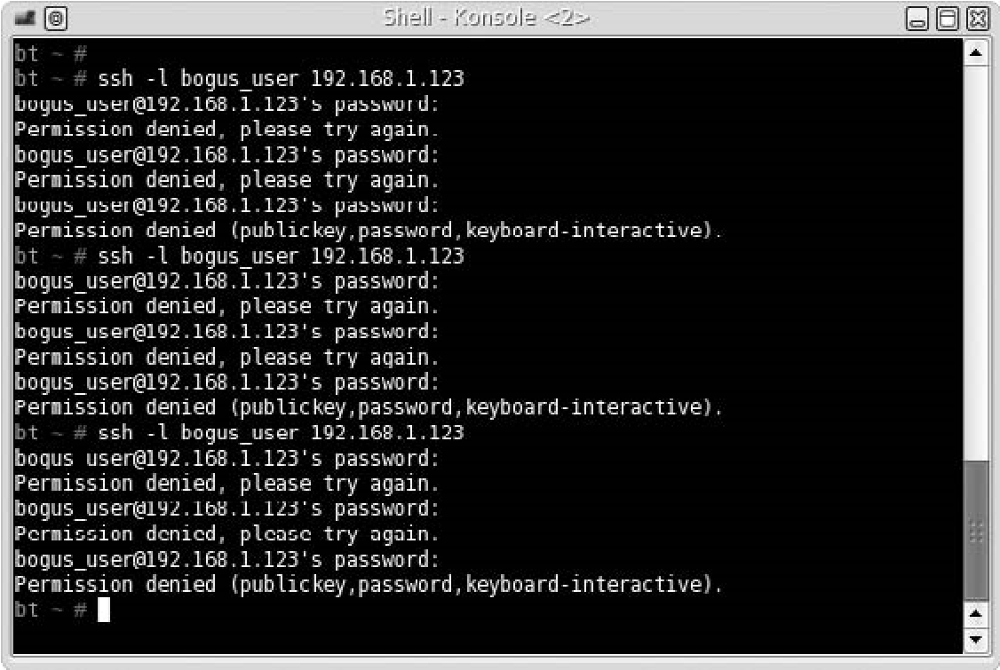 Shell - Konsole <2>
bt ~ #
bt ~ # ssh -l bogus_user 192.168.1.123
bogus_user@192.168.1.123's password:
Permission denied, please try again.
bogus_user@192.168.1.123's password:
Permission denied, please try again.
bogus_user@192.168.1.123's password:
Permission denied (publickey,password,keyboard-interactive).
bt ~ # ssh -l bogus_user 192.168.1.123
bogus_user@192.168.1.123's password:
Permission denied, please try again.
bogus_user@192.168.1.123's password:
Permission denied, please try again.
bogus_user@192.168.1.123's password:
Permission denied (publickey,password,keyboard-interactive).
bt ~ # ssh -l bogus_user 192.168.1.123
bogus_user@192.168.1.123's password:
Permission denied, please try again.
bogus_user@192.168.1.123's password:
Permission denied, please try again.
bogus_user@192.168.1.123's password:
Permission denied (publickey,password,keyboard-interactive).
bt ~ #